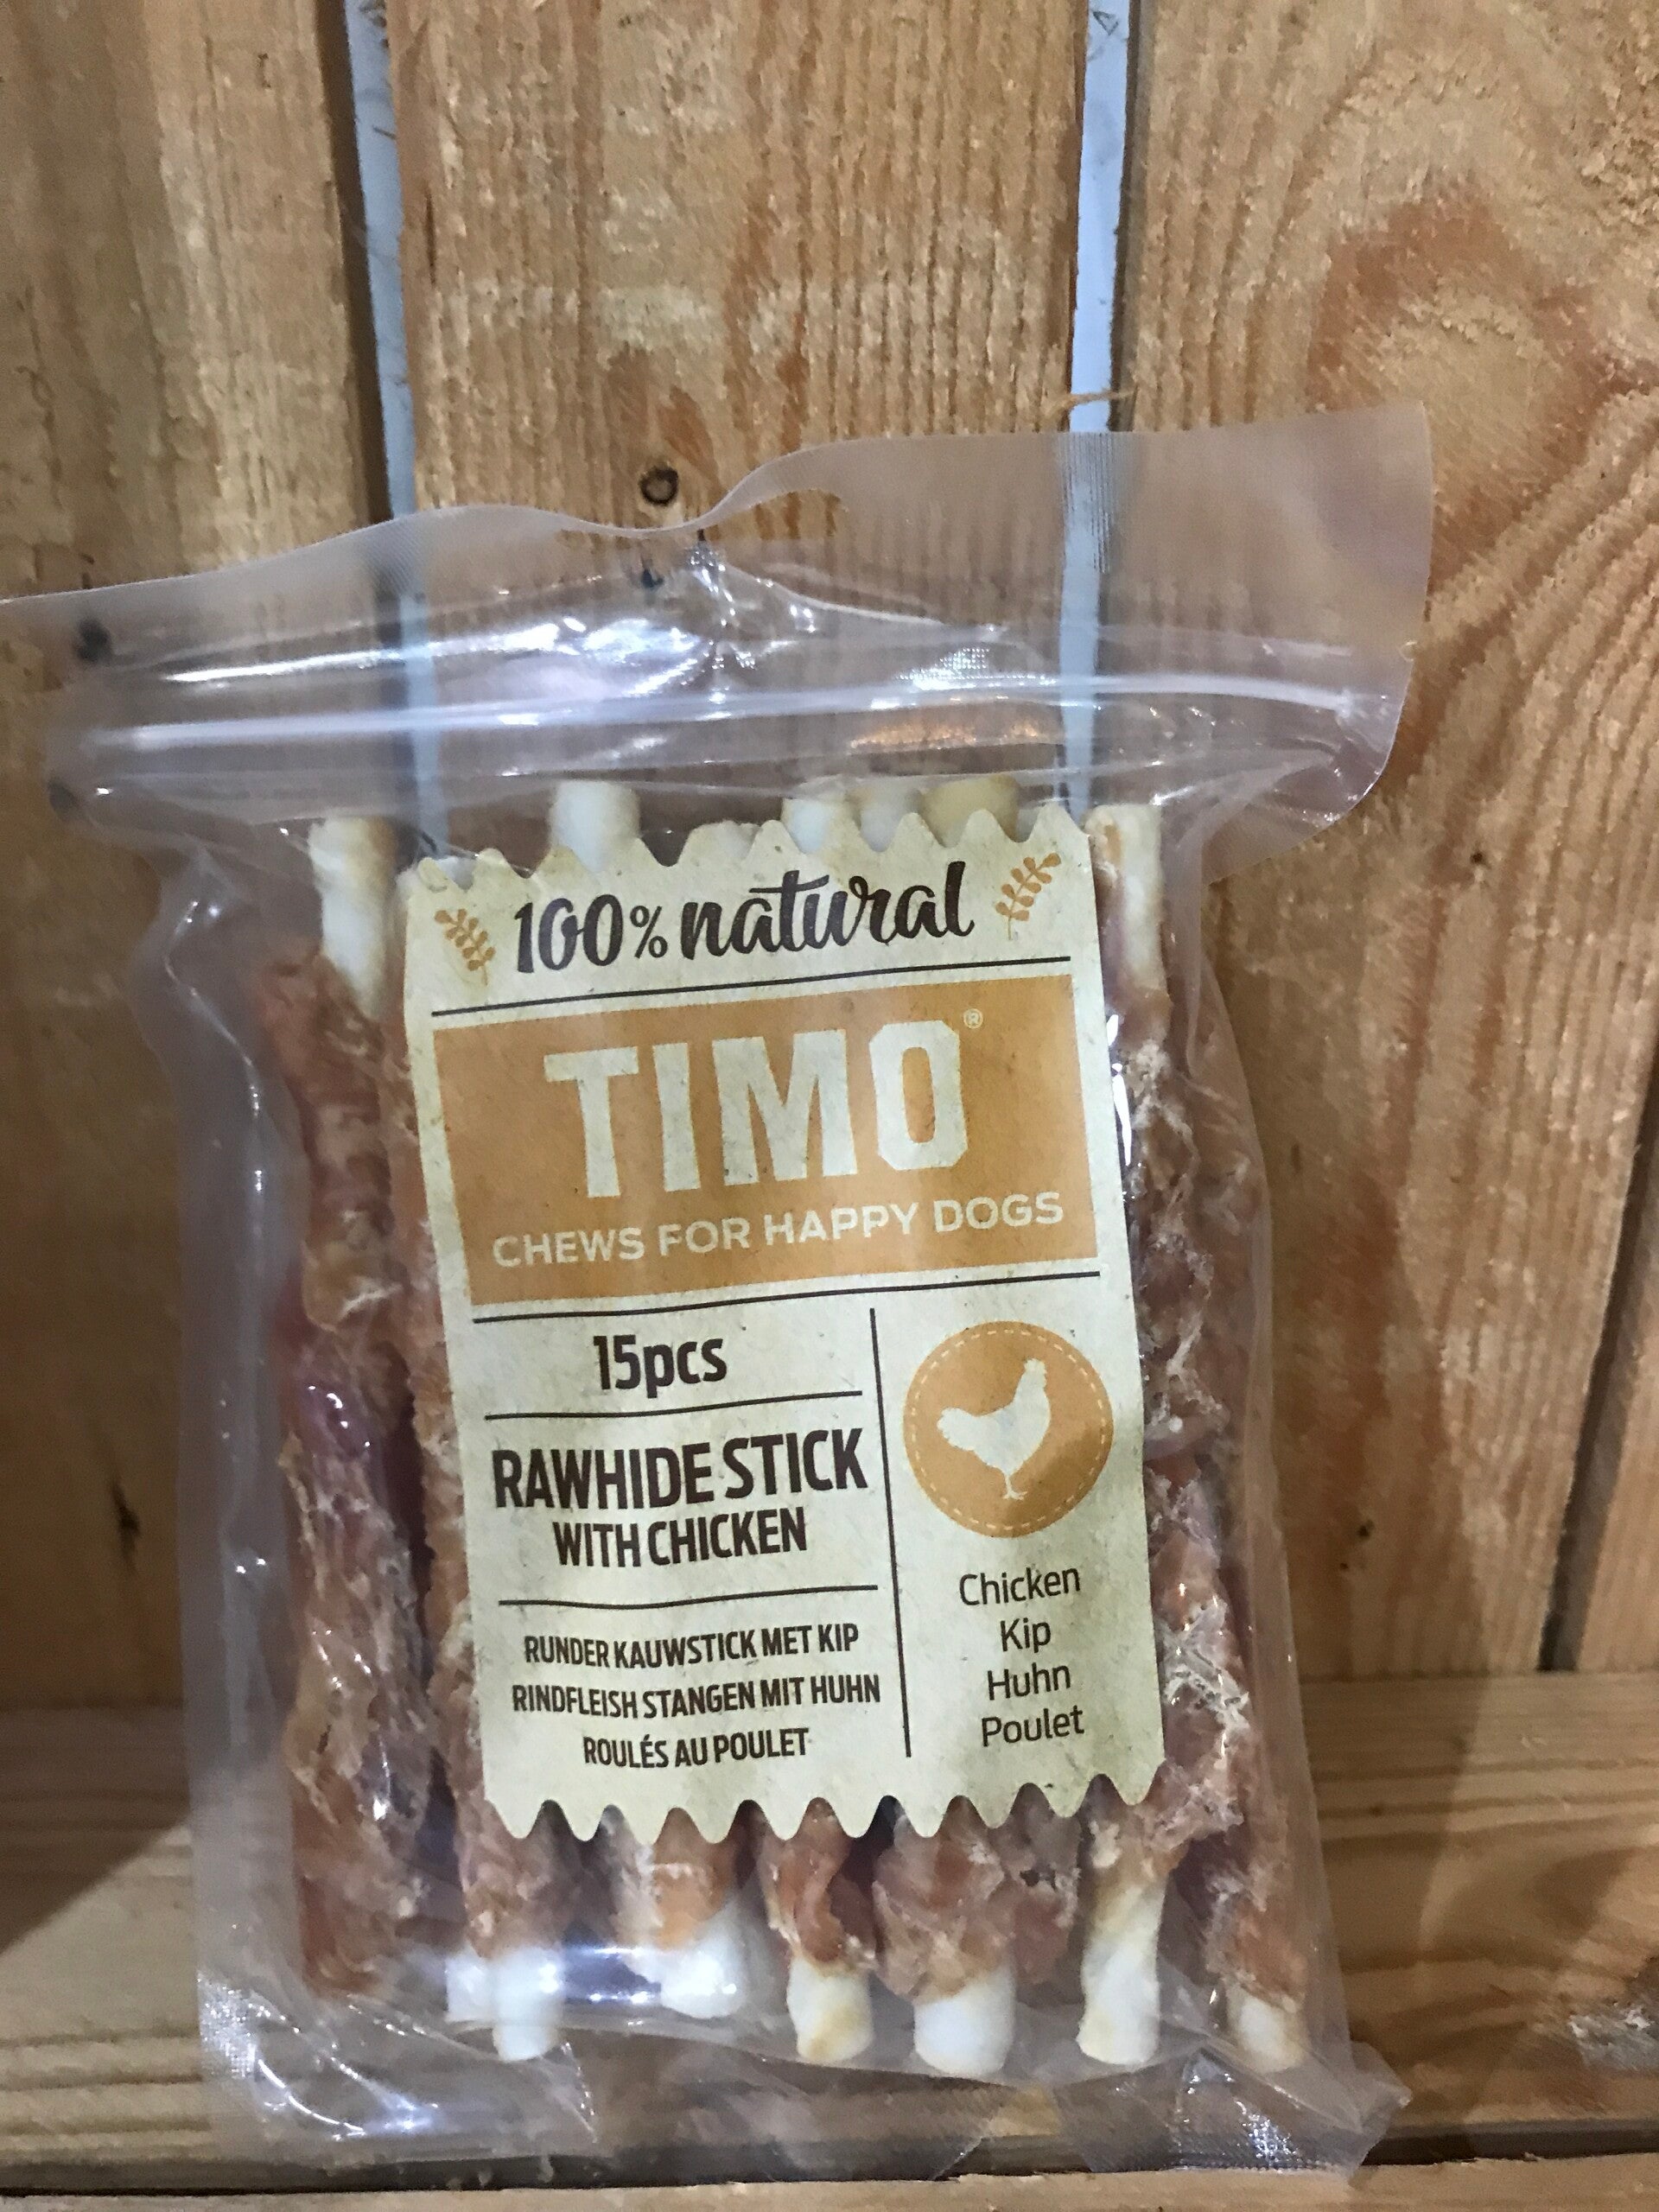 100% natural
TIMO®
CHEWS FOR HAPPY DOGS
15pcs
RAWHIDE STICK
WITH CHICKEN
RUNDER KAUWSTICK MET KIP
RINDFLEISH STANGEN MIT HUHN
ROULÉS AU POULET
Chicken
Kip
Huhn
Poulet